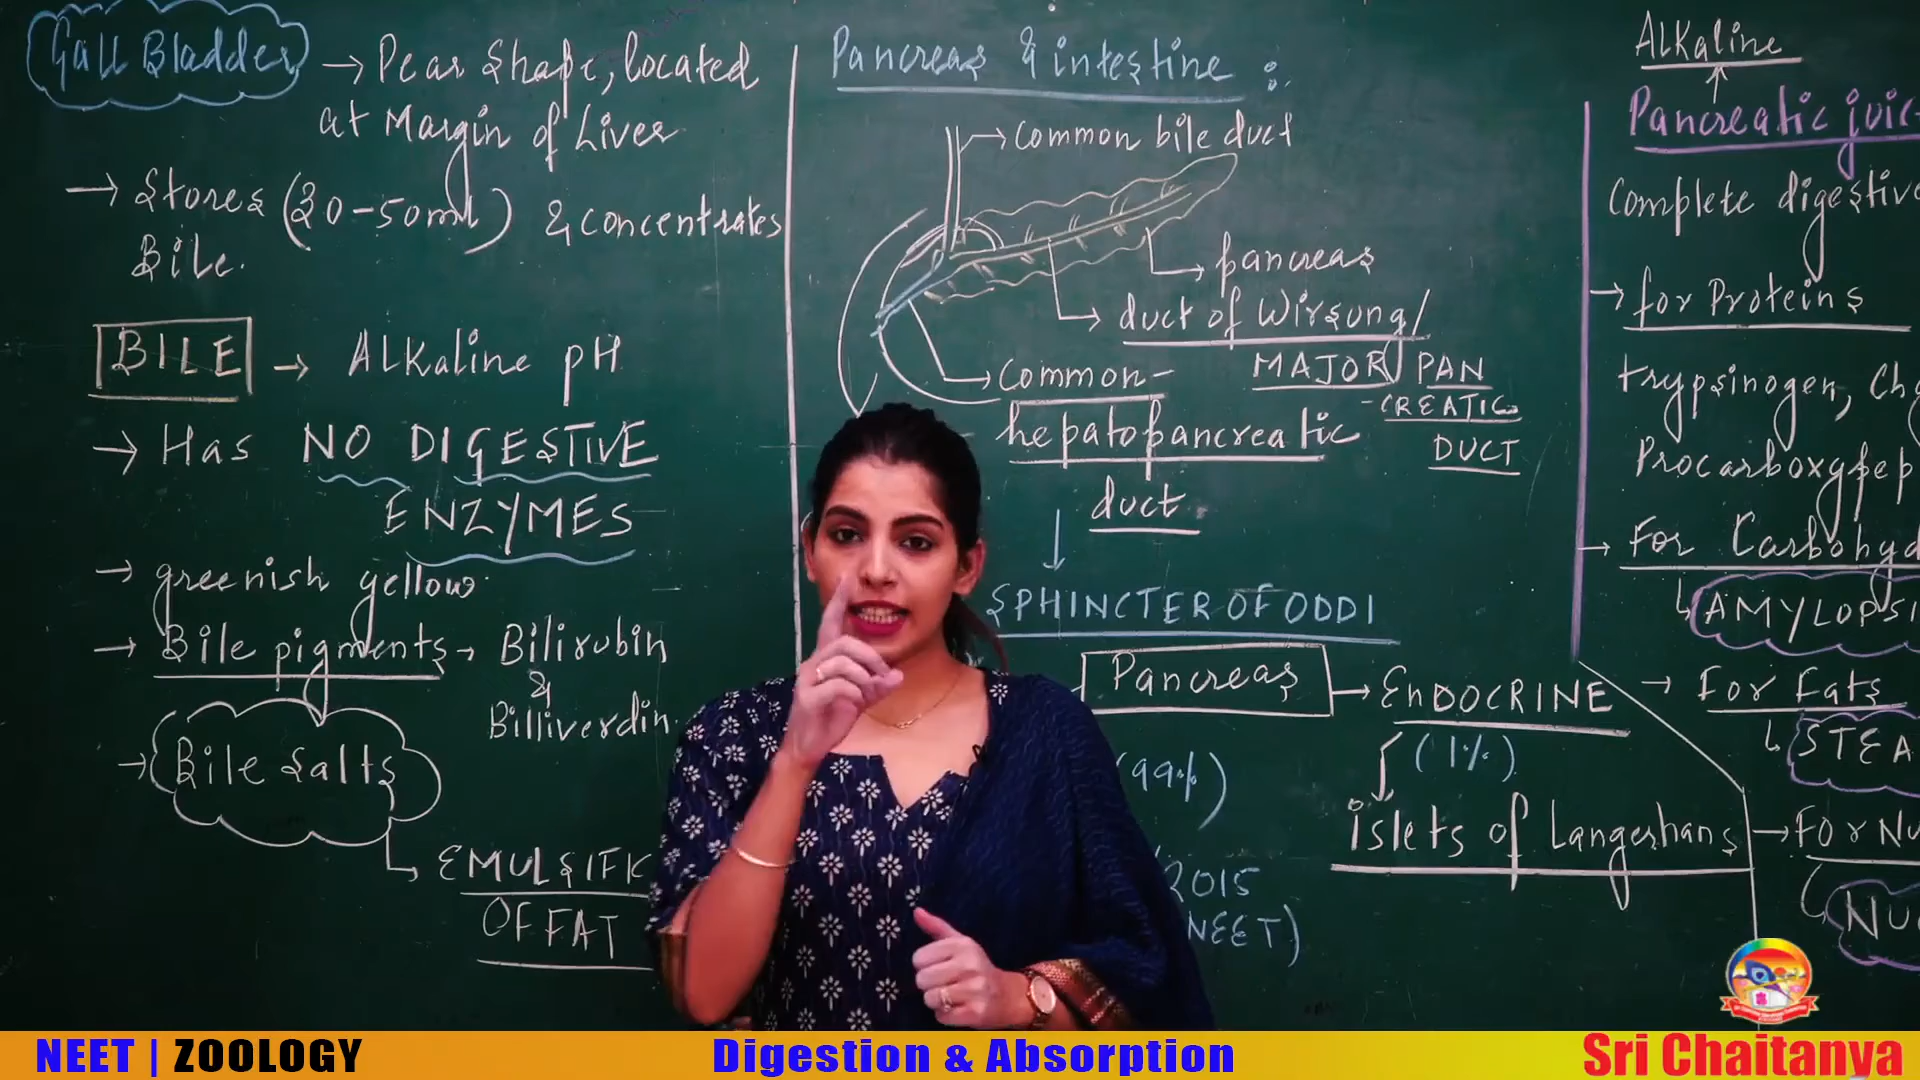 Gall Bladder → Pear Shape, located
at Margin of Liver
→ Stores (30-50ml) & concentrates
Bile.
BILE → Alkaline pH
→ Has NO DIGESTIVE
ENZYMES
→ greenish yellow.
→ Bile pigments → Bilirubin
&
Billiverdin.
→ Bile Salts
EMULSIFIC
OF FAT
Pancreas & intestine :
→ Common bile duct
→ pancreas
→ duct of Wirsung/
MAJOR PAN
-CREATIC
DUCT
→ Common-
hepatopancreatic
duct
SPHINCTER OF ODDI
Pancreas → ENDOCRINE
(99%)
(1%)
islets of Langerhans
2015
NEET)
Alkaline
Pancreatic juic
Complete digestive
→ for Proteins
trypsinogen, Chy
Procarboxypep
→ For Carbohyd
AMYLOPSI
→ For Fats
STEA
→ FOR NU
NUC
NEET | ZOOLOGY
Digestion & Absorption
Sri Chaitanya